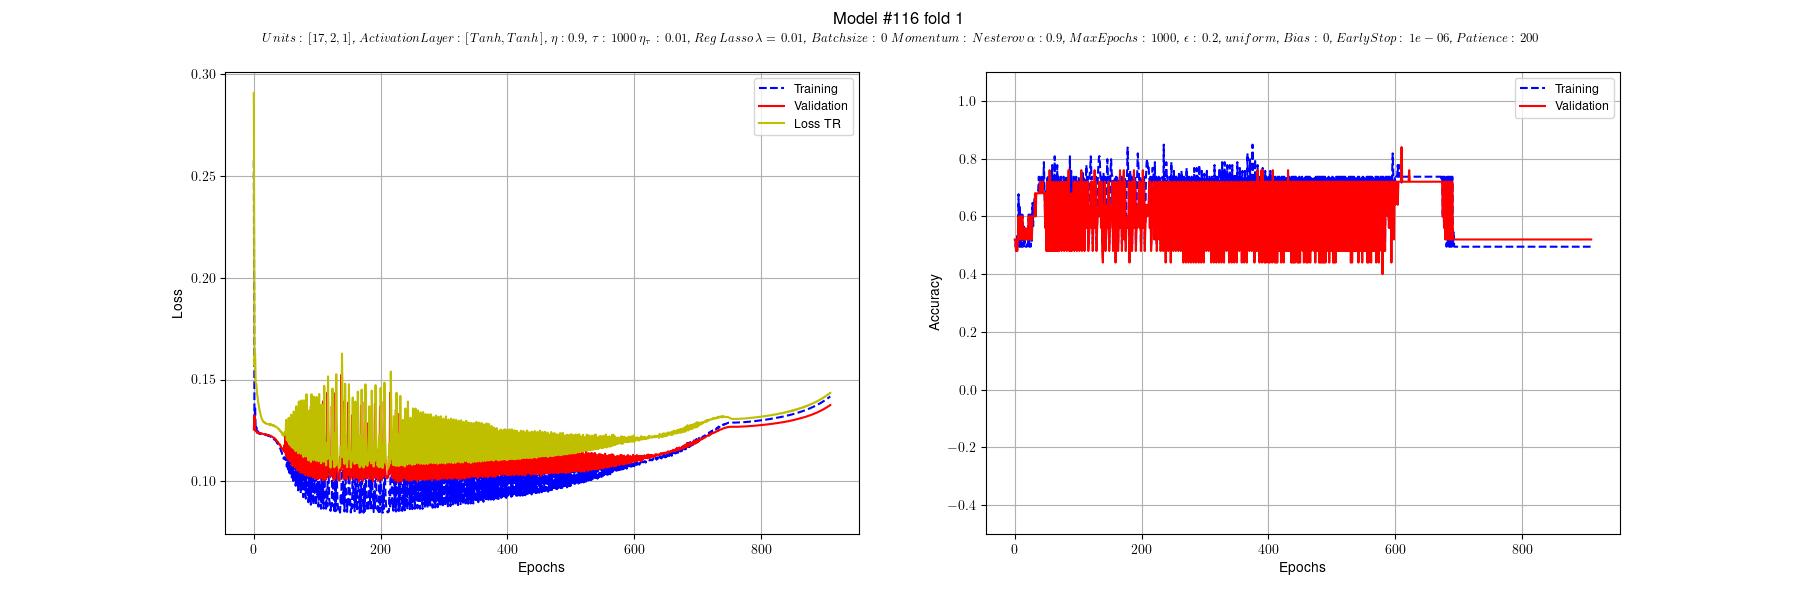 Model #116 fold 1
Units : [17, 2, 1], ActivationLayer : [Tanh, Tanh], η : 0.9, τ : 1000 η_τ : 0.01, Reg Lasso λ = 0.01, Batchsize : 0 Momentum : Nesterov α : 0.9, MaxEpochs : 1000, ϵ : 0.2, uniform, Bias : 0, EarlyStop : 1e − 06, Patience : 200
0.30
0.25
0.20
0.15
0.10
Loss
0 200 400 600 800
Epochs
Training
Validation
Loss TR
1.0
0.8
0.6
0.4
0.2
0.0
−0.2
−0.4
Accuracy
0 200 400 600 800
Epochs
Training
Validation